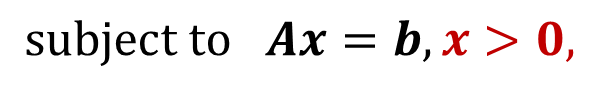 subject to Ax = b, x > 0,